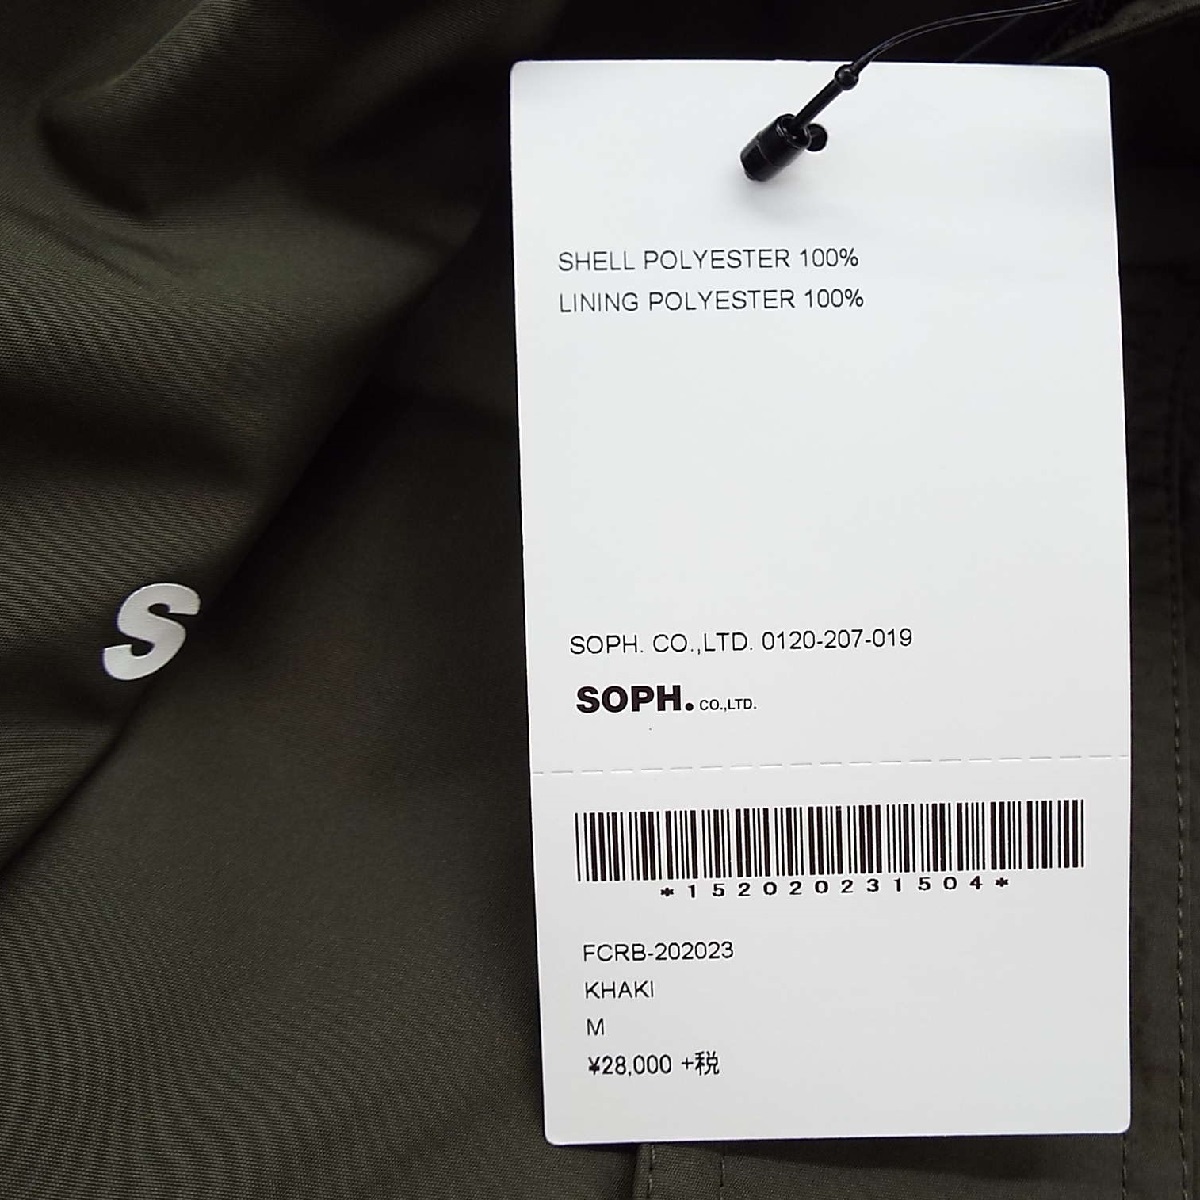 SHELL POLYESTER 100%
LINING POLYESTER 100%
S
SOPH. CO.,LTD. 0120-207-019
SOPH. CO.,LTD.
*152020231504*
FCRB-202023
KHAKI
M
¥28,000 +税